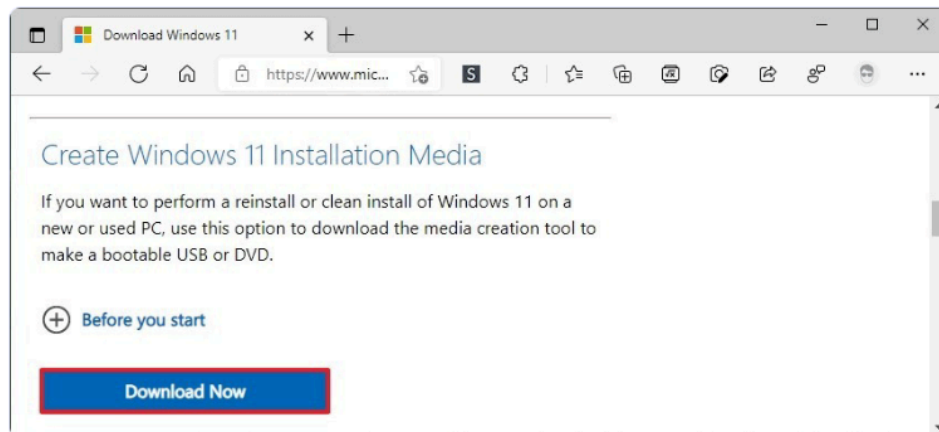 Download Windows 11
https://www.mic...
S
Create Windows 11 Installation Media
If you want to perform a reinstall or clean install of Windows 11 on a
new or used PC, use this option to download the media creation tool to
make a bootable USB or DVD.
Before you start
Download Now